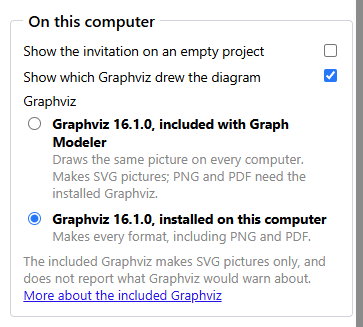 On this computer
Show the invitation on an empty project
Show which Graphviz drew the diagram
Graphviz
Graphviz 16.1.0, included with Graph
Modeler
Draws the same picture on every computer.
Makes SVG pictures; PNG and PDF need the
installed Graphviz.
Graphviz 16.1.0, installed on this computer
Makes every format, including PNG and PDF.
The included Graphviz makes SVG pictures only, and
does not report what Graphviz would warn about.
More about the included Graphviz